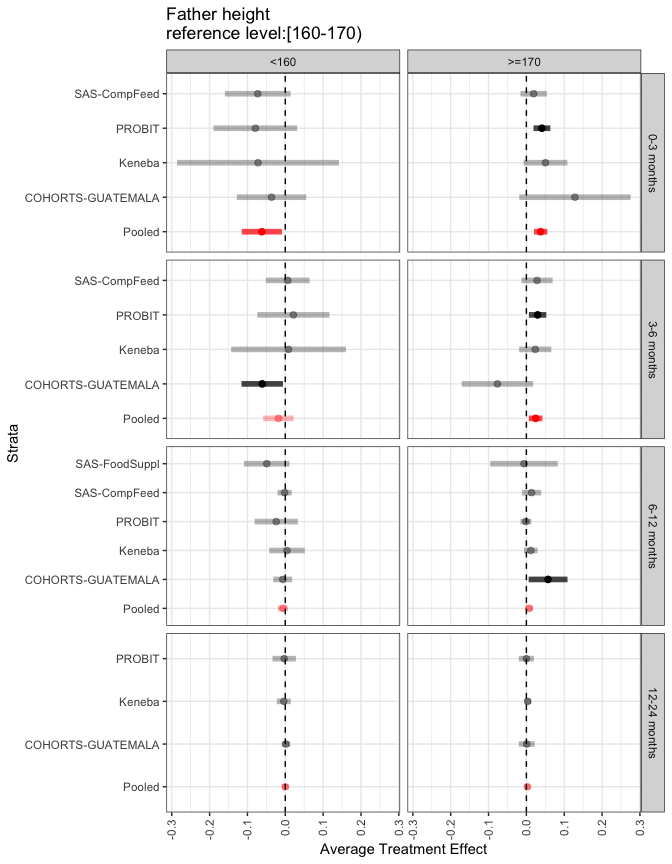 Father height
reference level:[160-170)
<160
>=170
SAS-CompFeed
PROBIT
Keneba
COHORTS-GUATEMALA
Pooled
0-3 months
SAS-CompFeed
PROBIT
Keneba
COHORTS-GUATEMALA
Pooled
3-6 months
SAS-FoodSuppl
SAS-CompFeed
PROBIT
Keneba
COHORTS-GUATEMALA
Pooled
6-12 months
PROBIT
Keneba
COHORTS-GUATEMALA
Pooled
12-24 months
Strata
-0.3 -0.2 -0.1 0.0 0.1 0.2 0.3
-0.3 -0.2 -0.1 0.0 0.1 0.2 0.3
Average Treatment Effect